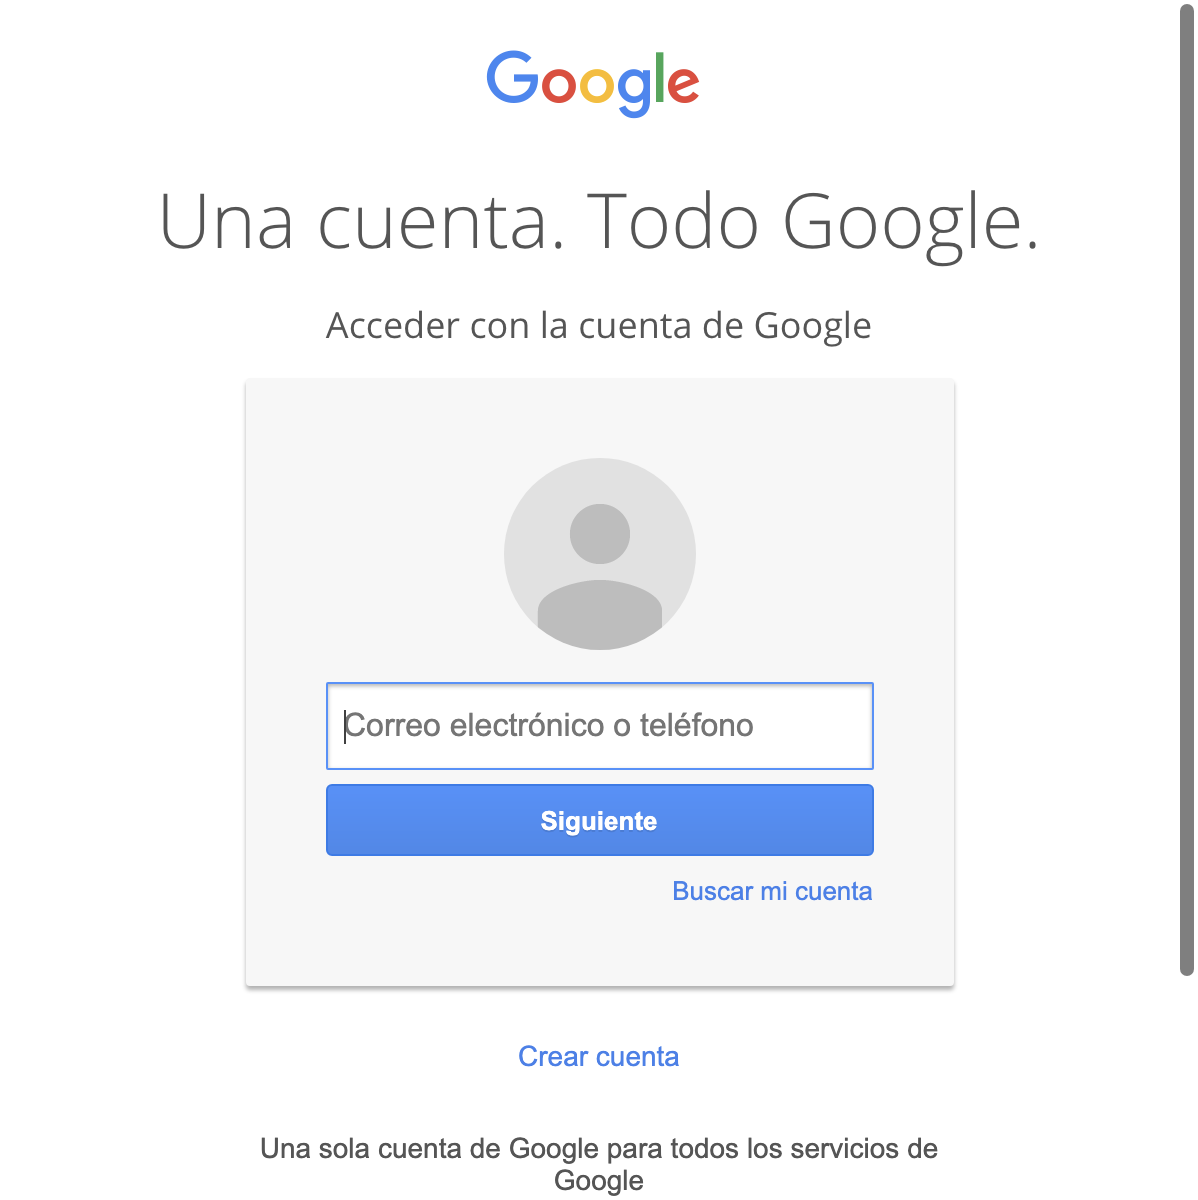 Google
Una cuenta. Todo Google.
Acceder con la cuenta de Google
Correo electrónico o teléfono
Siguiente
Buscar mi cuenta
Crear cuenta
Una sola cuenta de Google para todos los servicios de
Google